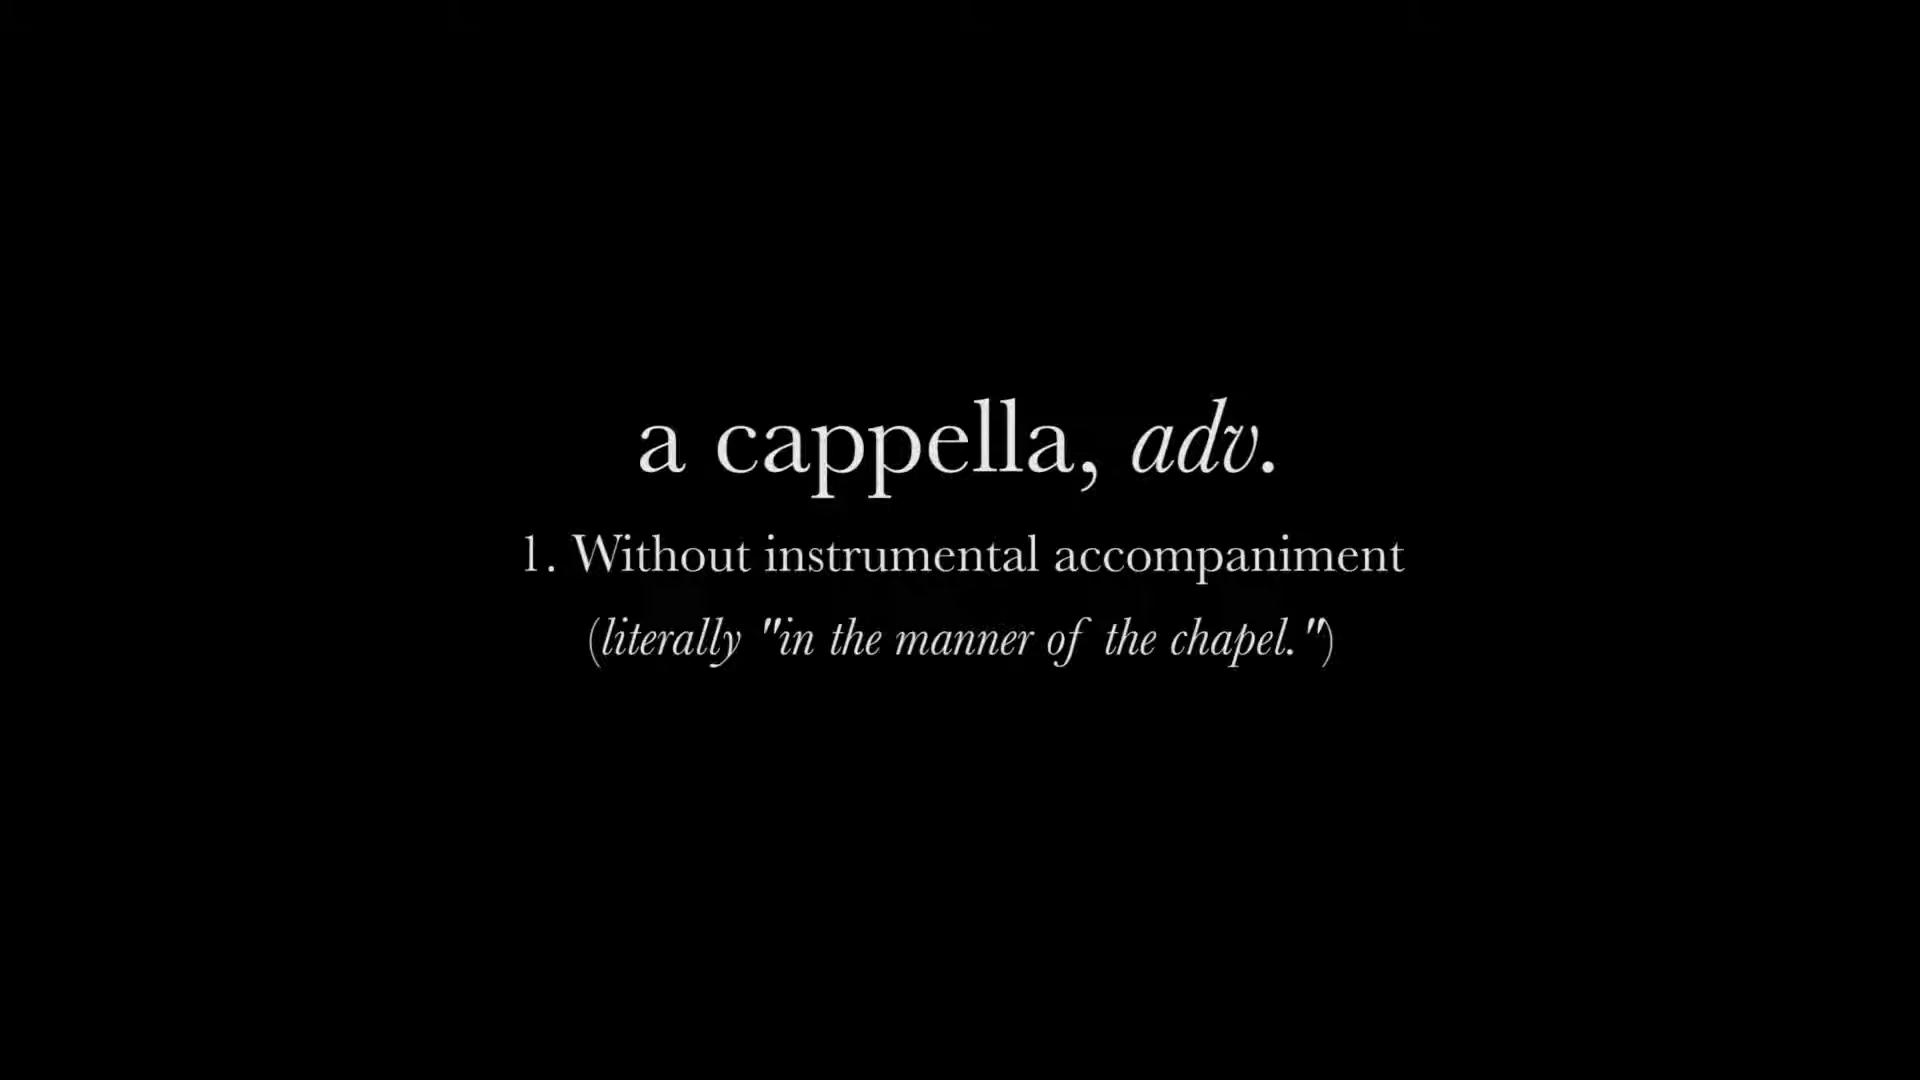 a cappella, adv.
1. Without instrumental accompaniment
(literally "in the manner of the chapel.")